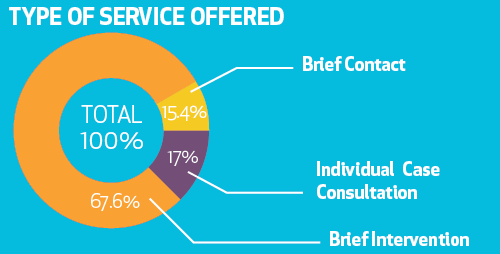 TYPE OF SERVICE OFFERED
Brief Contact
TOTAL
100%
15.4%
17%
Individual Case
Consultation
67.6%
Brief Intervention